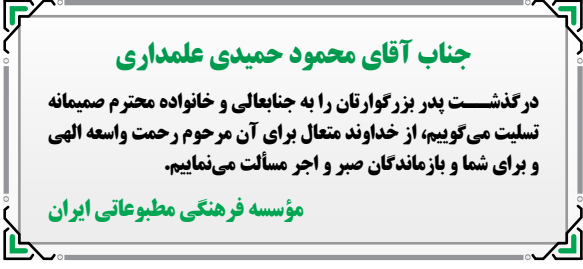 جناب آقای محمود حمیدی علمداری
درگذشت پدر بزرگوارتان را به جنابعالی و خانواده محترم صمیمانه
تسلیت می‌گوییم، از خداوند متعال برای آن مرحوم رحمت واسعه الهی
و برای شما و بازماندگان صبر و اجر مسألت می‌نماییم.
مؤسسه فرهنگی مطبوعاتی ایران